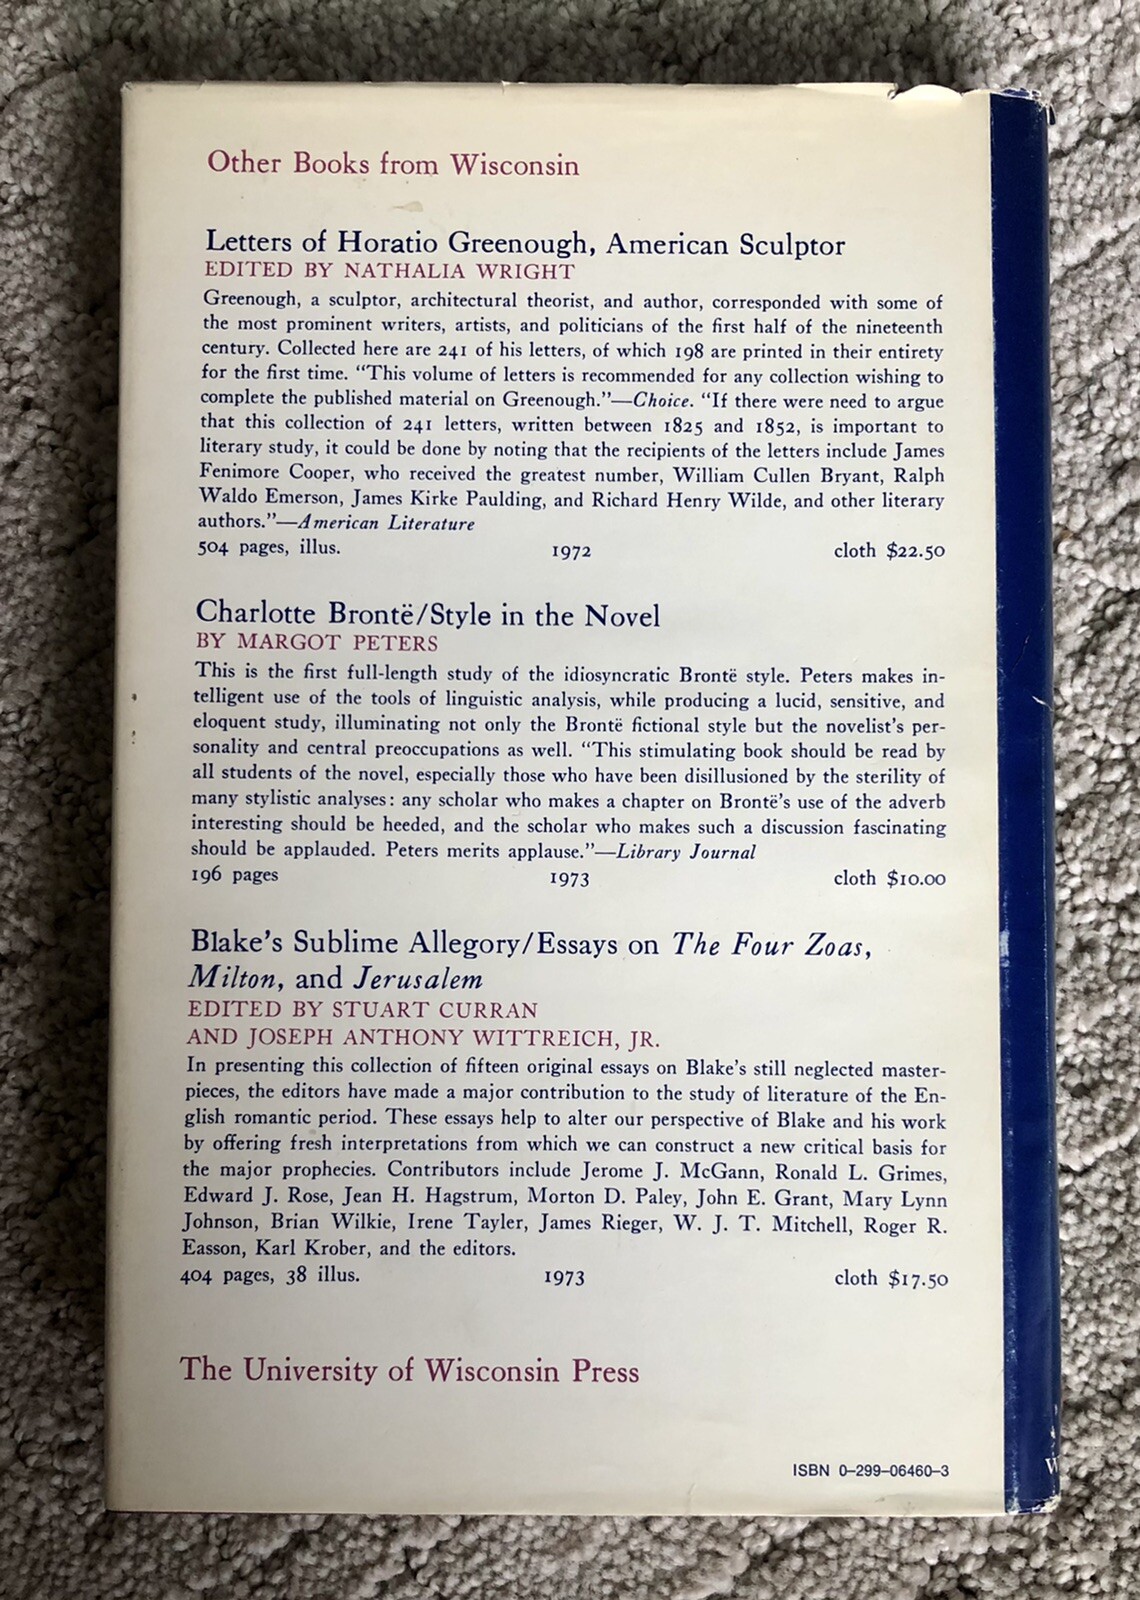 Other Books from Wisconsin
Letters of Horatio Greenough, American Sculptor
EDITED BY NATHALIA WRIGHT
Greenough, a sculptor, architectural theorist, and author, corresponded with some of
the most prominent writers, artists, and politicians of the first half of the nineteenth
century. Collected here are 241 of his letters, of which 198 are printed in their entirety
for the first time. “This volume of letters is recommended for any collection wishing to
complete the published material on Greenough.”—Choice. “If there were need to argue
that this collection of 241 letters, written between 1825 and 1852, is important to
literary study, it could be done by noting that the recipients of the letters include James
Fenimore Cooper, who received the greatest number, William Cullen Bryant, Ralph
Waldo Emerson, James Kirke Paulding, and Richard Henry Wilde, and other literary
authors.”—American Literature
504 pages, illus. 1972 cloth $22.50
Charlotte Brontë/Style in the Novel
BY MARGOT PETERS
This is the first full-length study of the idiosyncratic Brontë style. Peters makes in-
telligent use of the tools of linguistic analysis, while producing a lucid, sensitive, and
eloquent study, illuminating not only the Brontë fictional style but the novelist’s per-
sonality and central preoccupations as well. “This stimulating book should be read by
all students of the novel, especially those who have been disillusioned by the sterility of
many stylistic analyses: any scholar who makes a chapter on Brontë’s use of the adverb
interesting should be heeded, and the scholar who makes such a discussion fascinating
should be applauded. Peters merits applause.”—Library Journal
196 pages 1973 cloth $10.00
Blake’s Sublime Allegory/Essays on The Four Zoas,
Milton, and Jerusalem
EDITED BY STUART CURRAN
AND JOSEPH ANTHONY WITTREICH, JR.
In presenting this collection of fifteen original essays on Blake’s still neglected master-
pieces, the editors have made a major contribution to the study of literature of the En-
glish romantic period. These essays help to alter our perspective of Blake and his work
by offering fresh interpretations from which we can construct a new critical basis for
the major prophecies. Contributors include Jerome J. McGann, Ronald L. Grimes,
Edward J. Rose, Jean H. Hagstrum, Morton D. Paley, John E. Grant, Mary Lynn
Johnson, Brian Wilkie, Irene Tayler, James Rieger, W. J. T. Mitchell, Roger R.
Easson, Karl Krober, and the editors.
404 pages, 38 illus. 1973 cloth $17.50
The University of Wisconsin Press
ISBN 0-299-06460-3